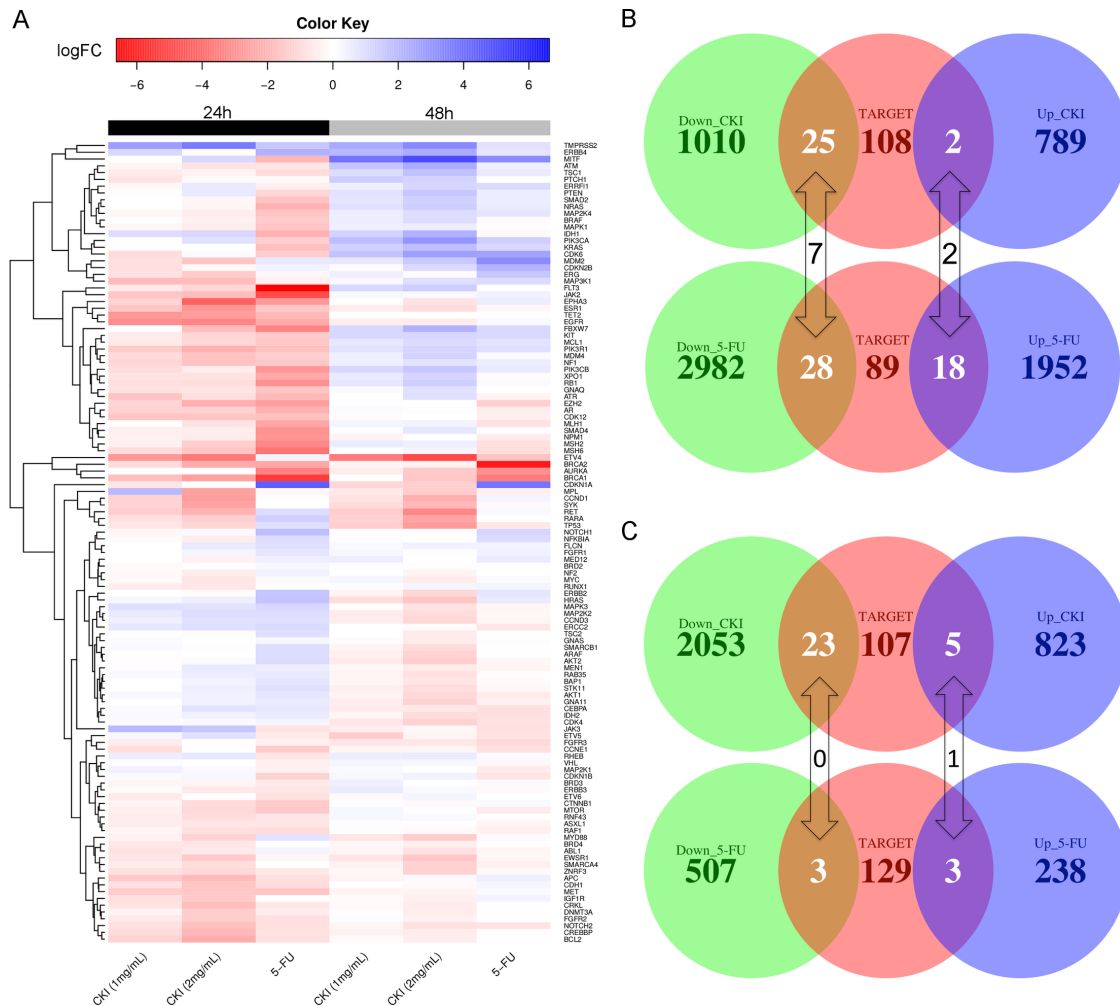 A
Color Key
logFC
−6 −4 −2 0 2 4 6
24h 48h
TMPRSS2
ERBB4
MITF
ATM
TSC1
PTCH1
ERRFI1
PTEN
SMAD2
NRAS
MAP2K4
BRAF
MAPK1
IDH1
PIK3CA
KRAS
CDK6
MDM2
CDKN2B
ERG
MAP3K1
FLT3
JAK2
EPHA3
ESR1
TET2
EGFR
FBXW7
KIT
MCL1
PIK3R1
MDM4
NF1
PIK3CB
XPO1
RB1
GNAQ
ATR
EZH2
AR
CDK12
MLH1
SMAD4
NPM1
MSH2
MSH6
ETV4
BRCA2
AURKA
BRCA1
CDKN1A
MPL
CCND1
SYK
RET
RARA
TP53
NOTCH1
NFKBIA
FLCN
FGFR1
MED12
BRD2
NF2
MYC
RUNX1
ERBB2
HRAS
MAPK3
MAP2K2
CCND3
ERCC2
TSC2
GNAS
SMARCB1
ARAF
AKT2
MEN1
RAB35
BAP1
STK11
AKT1
GNA11
CEBPA
IDH2
CDK4
JAK3
ETV5
FGFR3
CCNE1
RHEB
VHL
MAP2K1
CDKN1B
BRD3
ERBB3
ETV6
CTNNB1
MTOR
RNF43
ASXL1
RAF1
MYD88
BRD4
ABL1
EWSR1
SMARCA4
ZNRF3
APC
CDH1
MET
IGF1R
CRKL
DNMT3A
FGFR2
NOTCH2
CREBBP
BCL2
CKI (1mg/mL) CKI (2mg/mL) 5-FU CKI (1mg/mL) CKI (2mg/mL) 5-FU
B
Down_CKI TARGET Up_CKI
1010 25 108 2 789
7 2
Down_5-FU TARGET Up_5-FU
2982 28 89 18 1952
C
Down_CKI TARGET Up_CKI
2053 23 107 5 823
0 1
Down_5-FU TARGET Up_5-FU
507 3 129 3 238